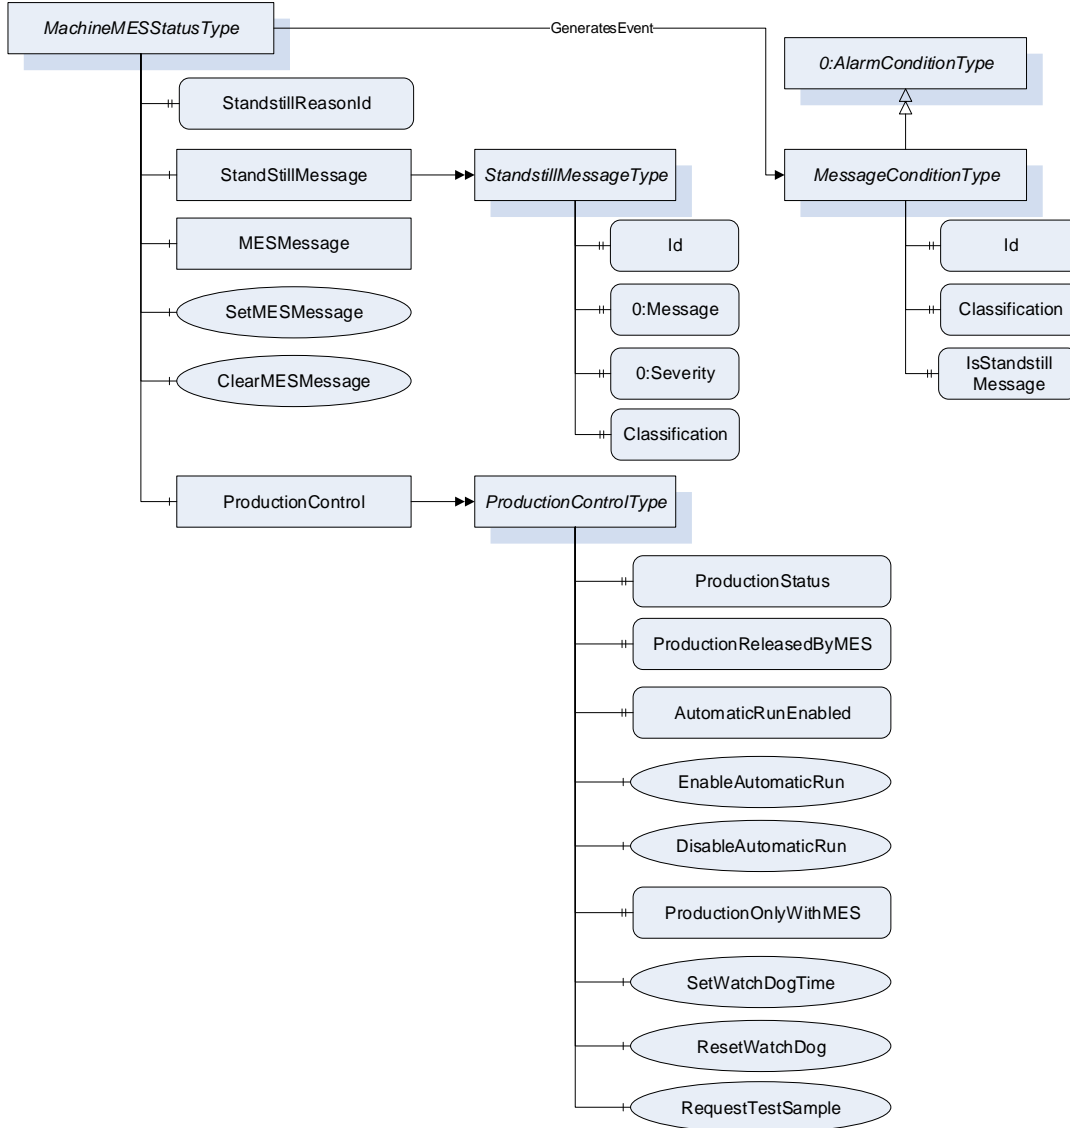 MachineMESStatusType
GeneratesEvent
0:AlarmConditionType
StandstillReasonId
StandStillMessage
StandstillMessageType
MessageConditionType
MESMessage
Id
Id
SetMESMessage
0:Message
Classification
ClearMESMessage
0:Severity
IsStandstill
Message
Classification
ProductionControl
ProductionControlType
ProductionStatus
ProductionReleasedByMES
AutomaticRunEnabled
EnableAutomaticRun
DisableAutomaticRun
ProductionOnlyWithMES
SetWatchDogTime
ResetWatchDog
RequestTestSample